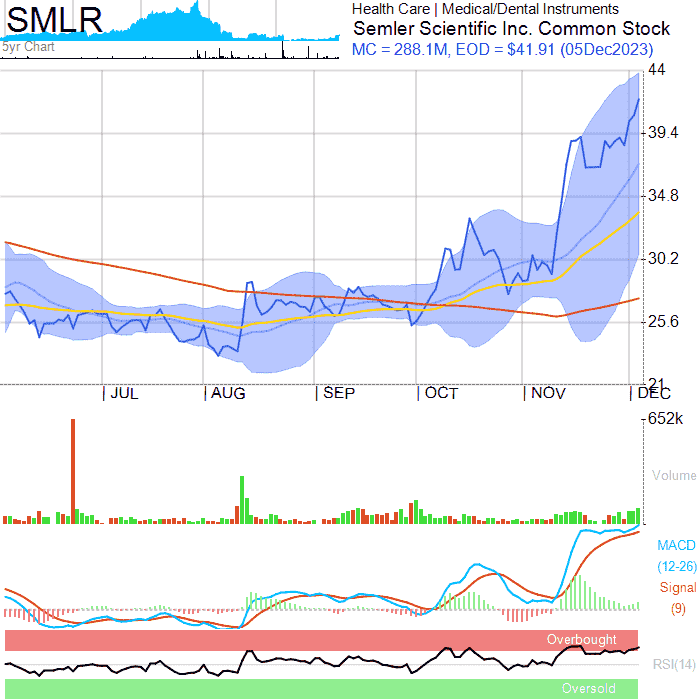 SMLR
Health Care | Medical/Dental Instruments
Semler Scientific Inc. Common Stock
MC = 288.1M, EOD = $41.91 (05Dec2023)
5yr Chart
44
39.4
34.8
30.2
25.6
21
| JUL | AUG | SEP | OCT | NOV | DEC
652k
Volume
MACD
(12-26)
Signal
(9)
Overbought
RSI(14)
Oversold